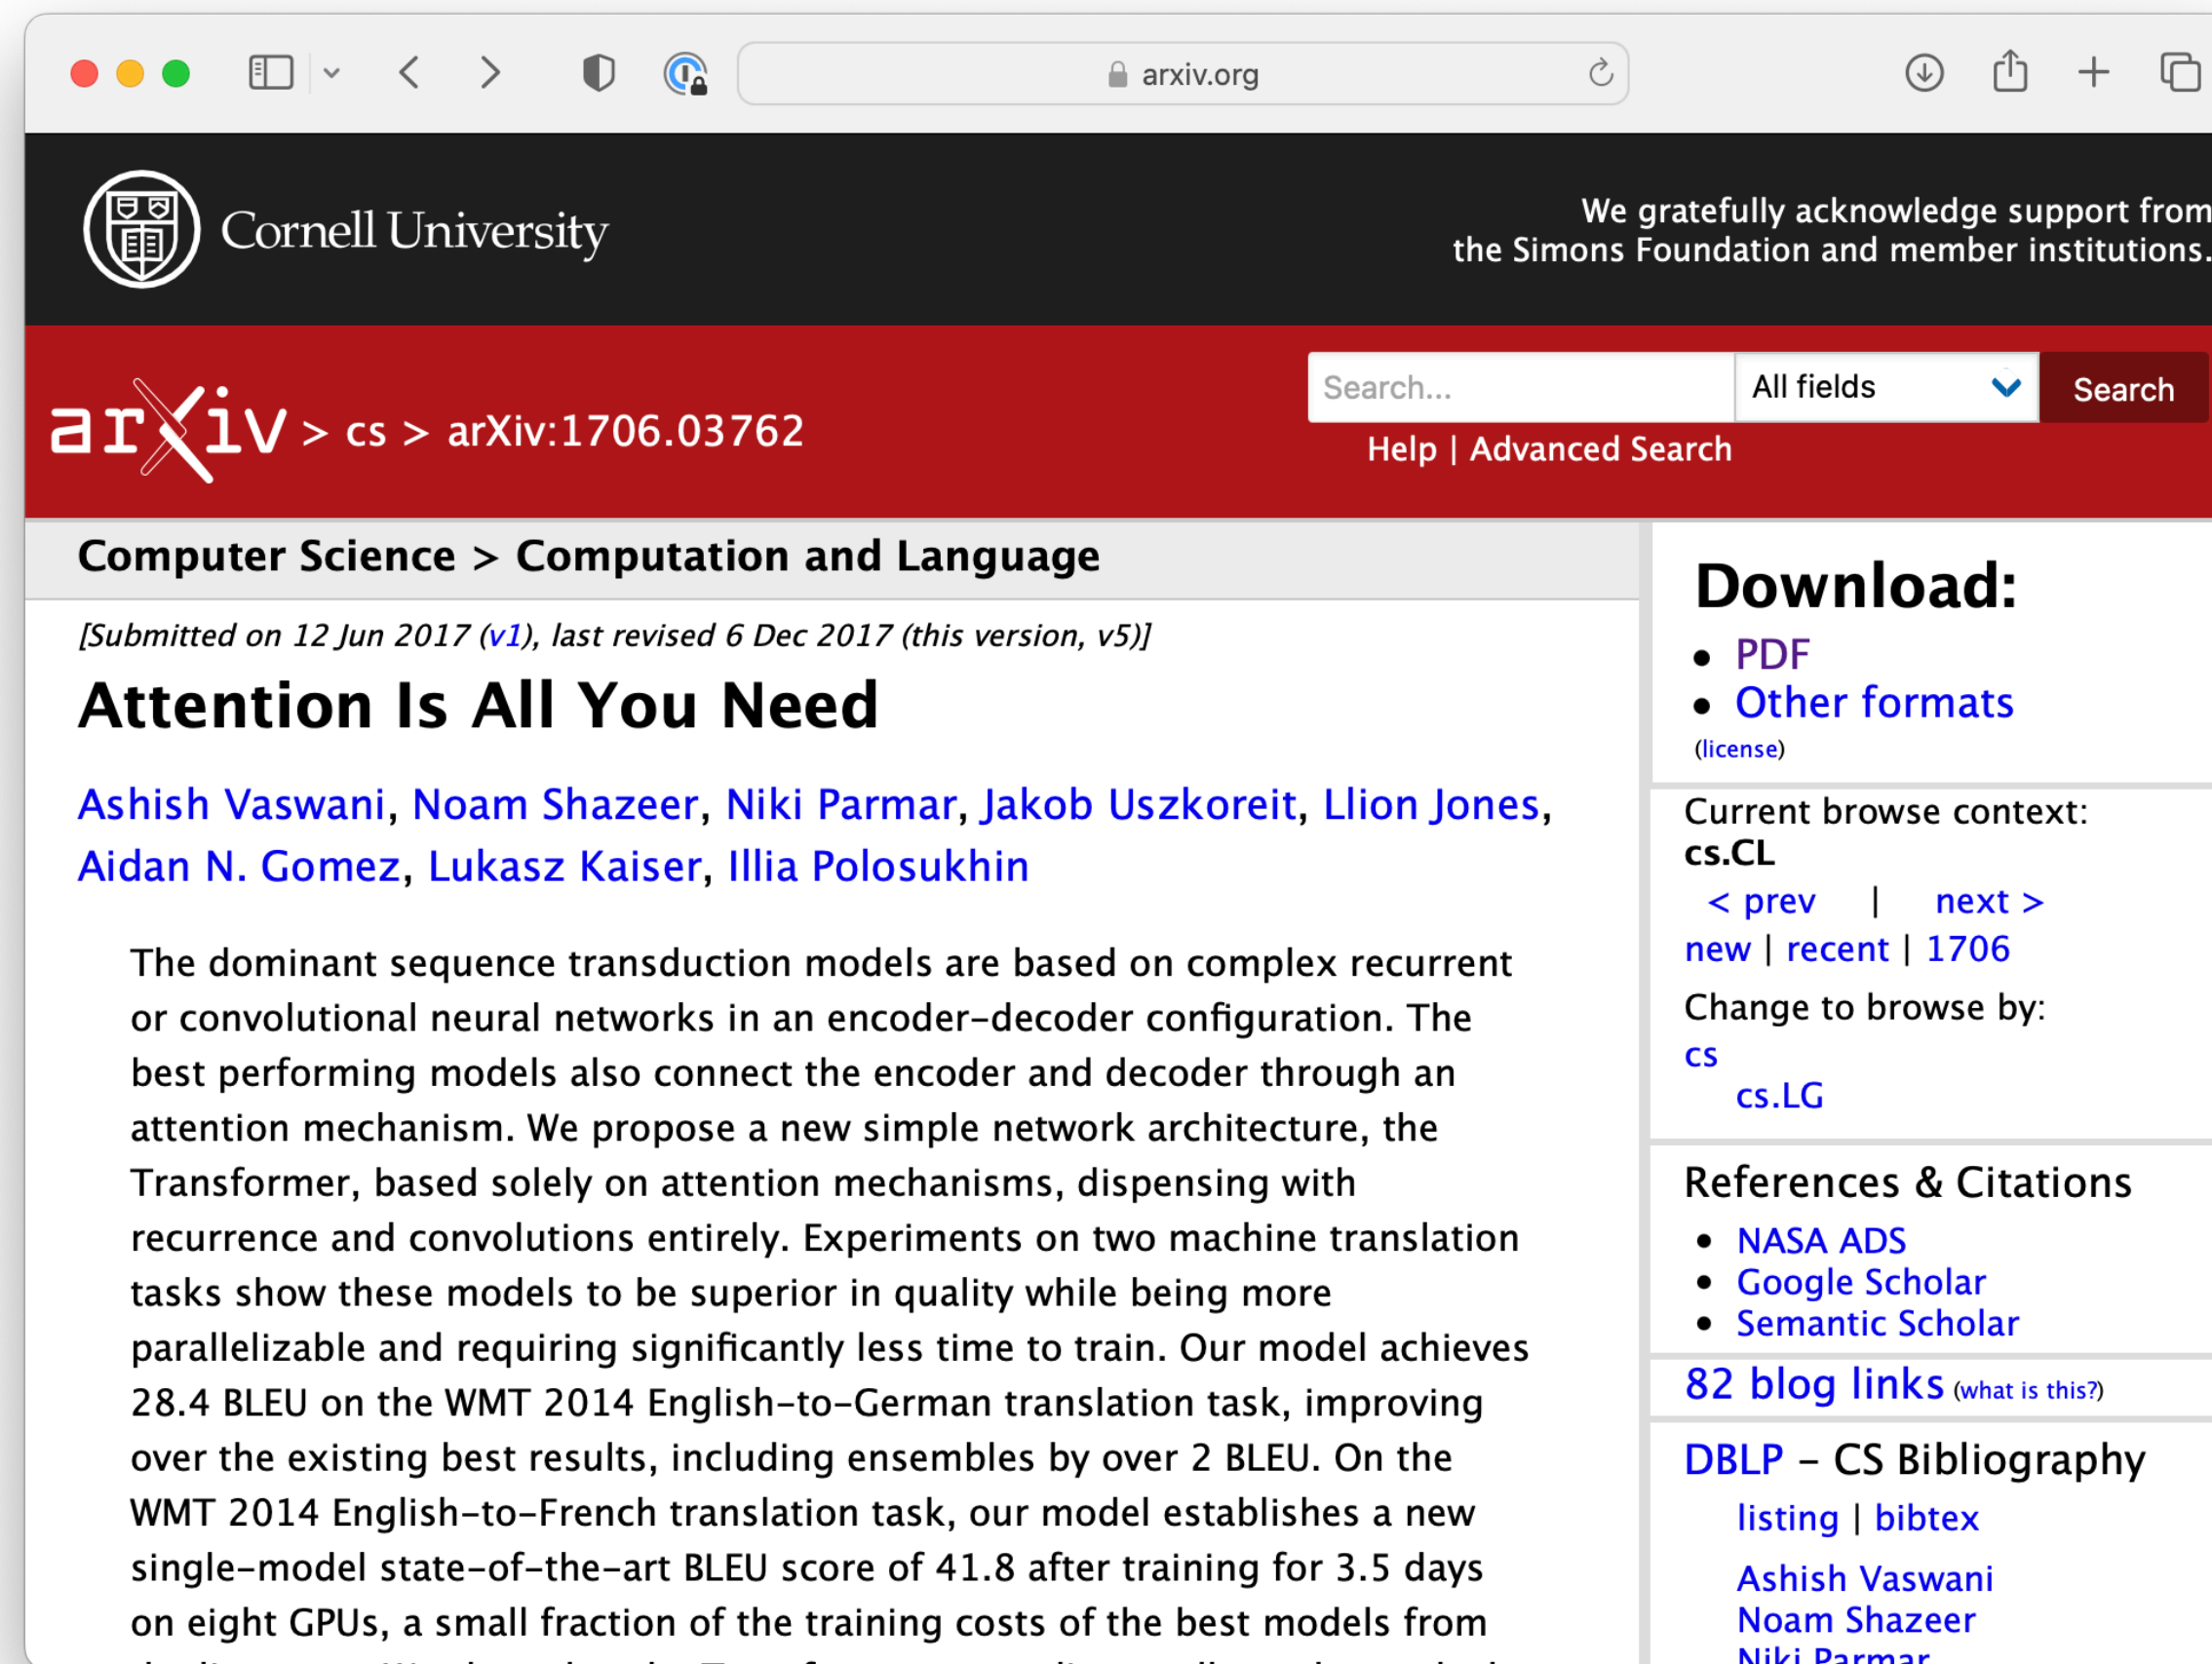 arxiv.org
Cornell University
We gratefully acknowledge support from
the Simons Foundation and member institutions.
arXiv > cs > arXiv:1706.03762
Search...
All fields
Search
Help | Advanced Search
Computer Science > Computation and Language
[Submitted on 12 Jun 2017 (v1), last revised 6 Dec 2017 (this version, v5)]
Attention Is All You Need
Ashish Vaswani, Noam Shazeer, Niki Parmar, Jakob Uszkoreit, Llion Jones,
Aidan N. Gomez, Lukasz Kaiser, Illia Polosukhin
The dominant sequence transduction models are based on complex recurrent
or convolutional neural networks in an encoder-decoder configuration. The
best performing models also connect the encoder and decoder through an
attention mechanism. We propose a new simple network architecture, the
Transformer, based solely on attention mechanisms, dispensing with
recurrence and convolutions entirely. Experiments on two machine translation
tasks show these models to be superior in quality while being more
parallelizable and requiring significantly less time to train. Our model achieves
28.4 BLEU on the WMT 2014 English-to-German translation task, improving
over the existing best results, including ensembles by over 2 BLEU. On the
WMT 2014 English-to-French translation task, our model establishes a new
single-model state-of-the-art BLEU score of 41.8 after training for 3.5 days
on eight GPUs, a small fraction of the training costs of the best models from
Download:
• PDF
• Other formats
(license)
Current browse context:
cs.CL
< prev | next >
new | recent | 1706
Change to browse by:
cs
cs.LG
References & Citations
• NASA ADS
• Google Scholar
• Semantic Scholar
82 blog links (what is this?)
DBLP – CS Bibliography
listing | bibtex
Ashish Vaswani
Noam Shazeer
Niki Parmar